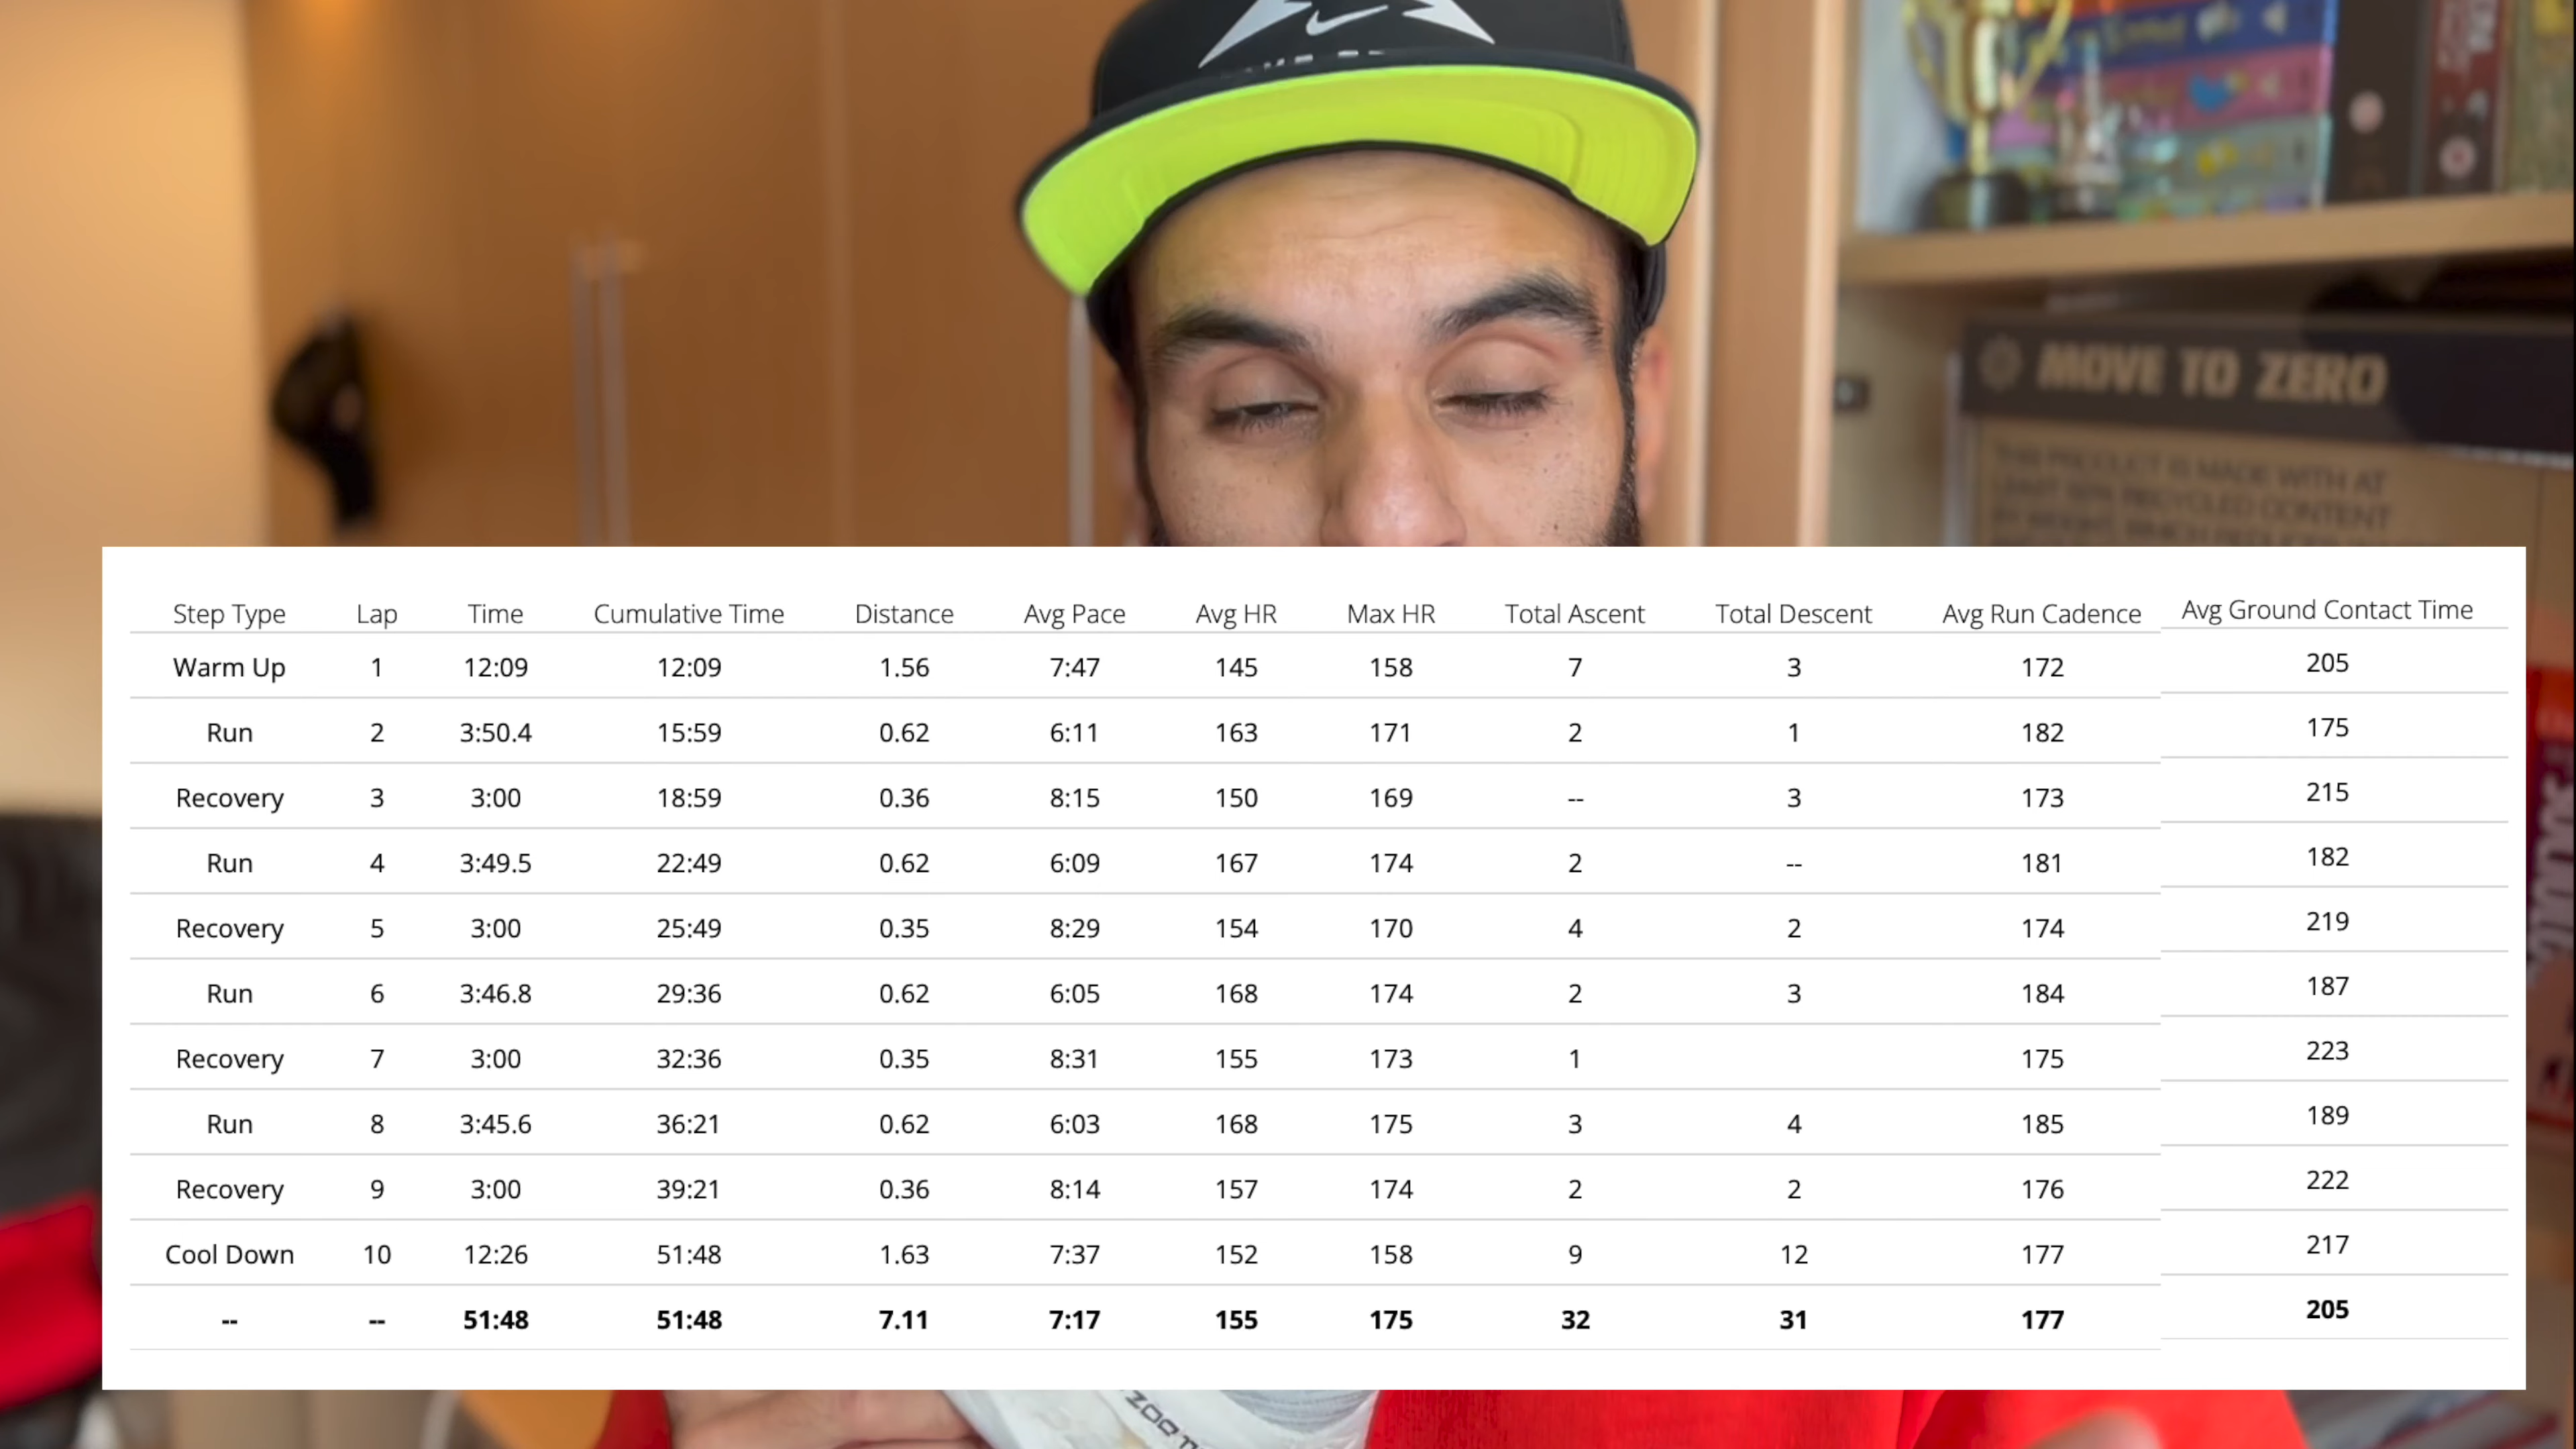 MOVE TO ZERO
THIS PRODUCT IS MADE WITH AT
LEAST 50% RECYCLED CONTENT
Step Type Lap Time Cumulative Time Distance Avg Pace Avg HR Max HR Total Ascent Total Descent Avg Run Cadence Avg Ground Contact Time
Warm Up 1 12:09 12:09 1.56 7:47 145 158 7 3 172 205
Run 2 3:50.4 15:59 0.62 6:11 163 171 2 1 182 175
Recovery 3 3:00 18:59 0.36 8:15 150 169 -- 3 173 215
Run 4 3:49.5 22:49 0.62 6:09 167 174 2 -- 181 182
Recovery 5 3:00 25:49 0.35 8:29 154 170 4 2 174 219
Run 6 3:46.8 29:36 0.62 6:05 168 174 2 3 184 187
Recovery 7 3:00 32:36 0.35 8:31 155 173 1 175 223
Run 8 3:45.6 36:21 0.62 6:03 168 175 3 4 185 189
Recovery 9 3:00 39:21 0.36 8:14 157 174 2 2 176 222
Cool Down 10 12:26 51:48 1.63 7:37 152 158 9 12 177 217
-- -- 51:48 51:48 7.11 7:17 155 175 32 31 177 205